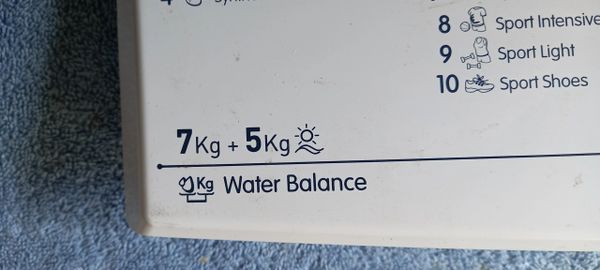 8 Sport Intensive
9 Sport Light
10 Sport Shoes
7Kg + 5Kg
Kg Water Balance